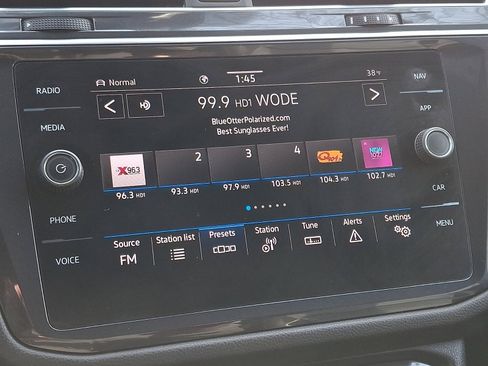 RADIO
MEDIA
PHONE
VOICE
Normal
1:45
38°F
99.9 HD1 WODE
BlueOtterPolarized.com
Best Sunglasses Ever!
X96.3
2
3
4
96.3 HD1
93.3 HD1
97.9 HD1
103.5 HD1
104.3 HD1
102.7 HD1
Source
FM
Station list
Presets
Station
Tune
Alerts
Settings
NAV
APP
CAR
MENU